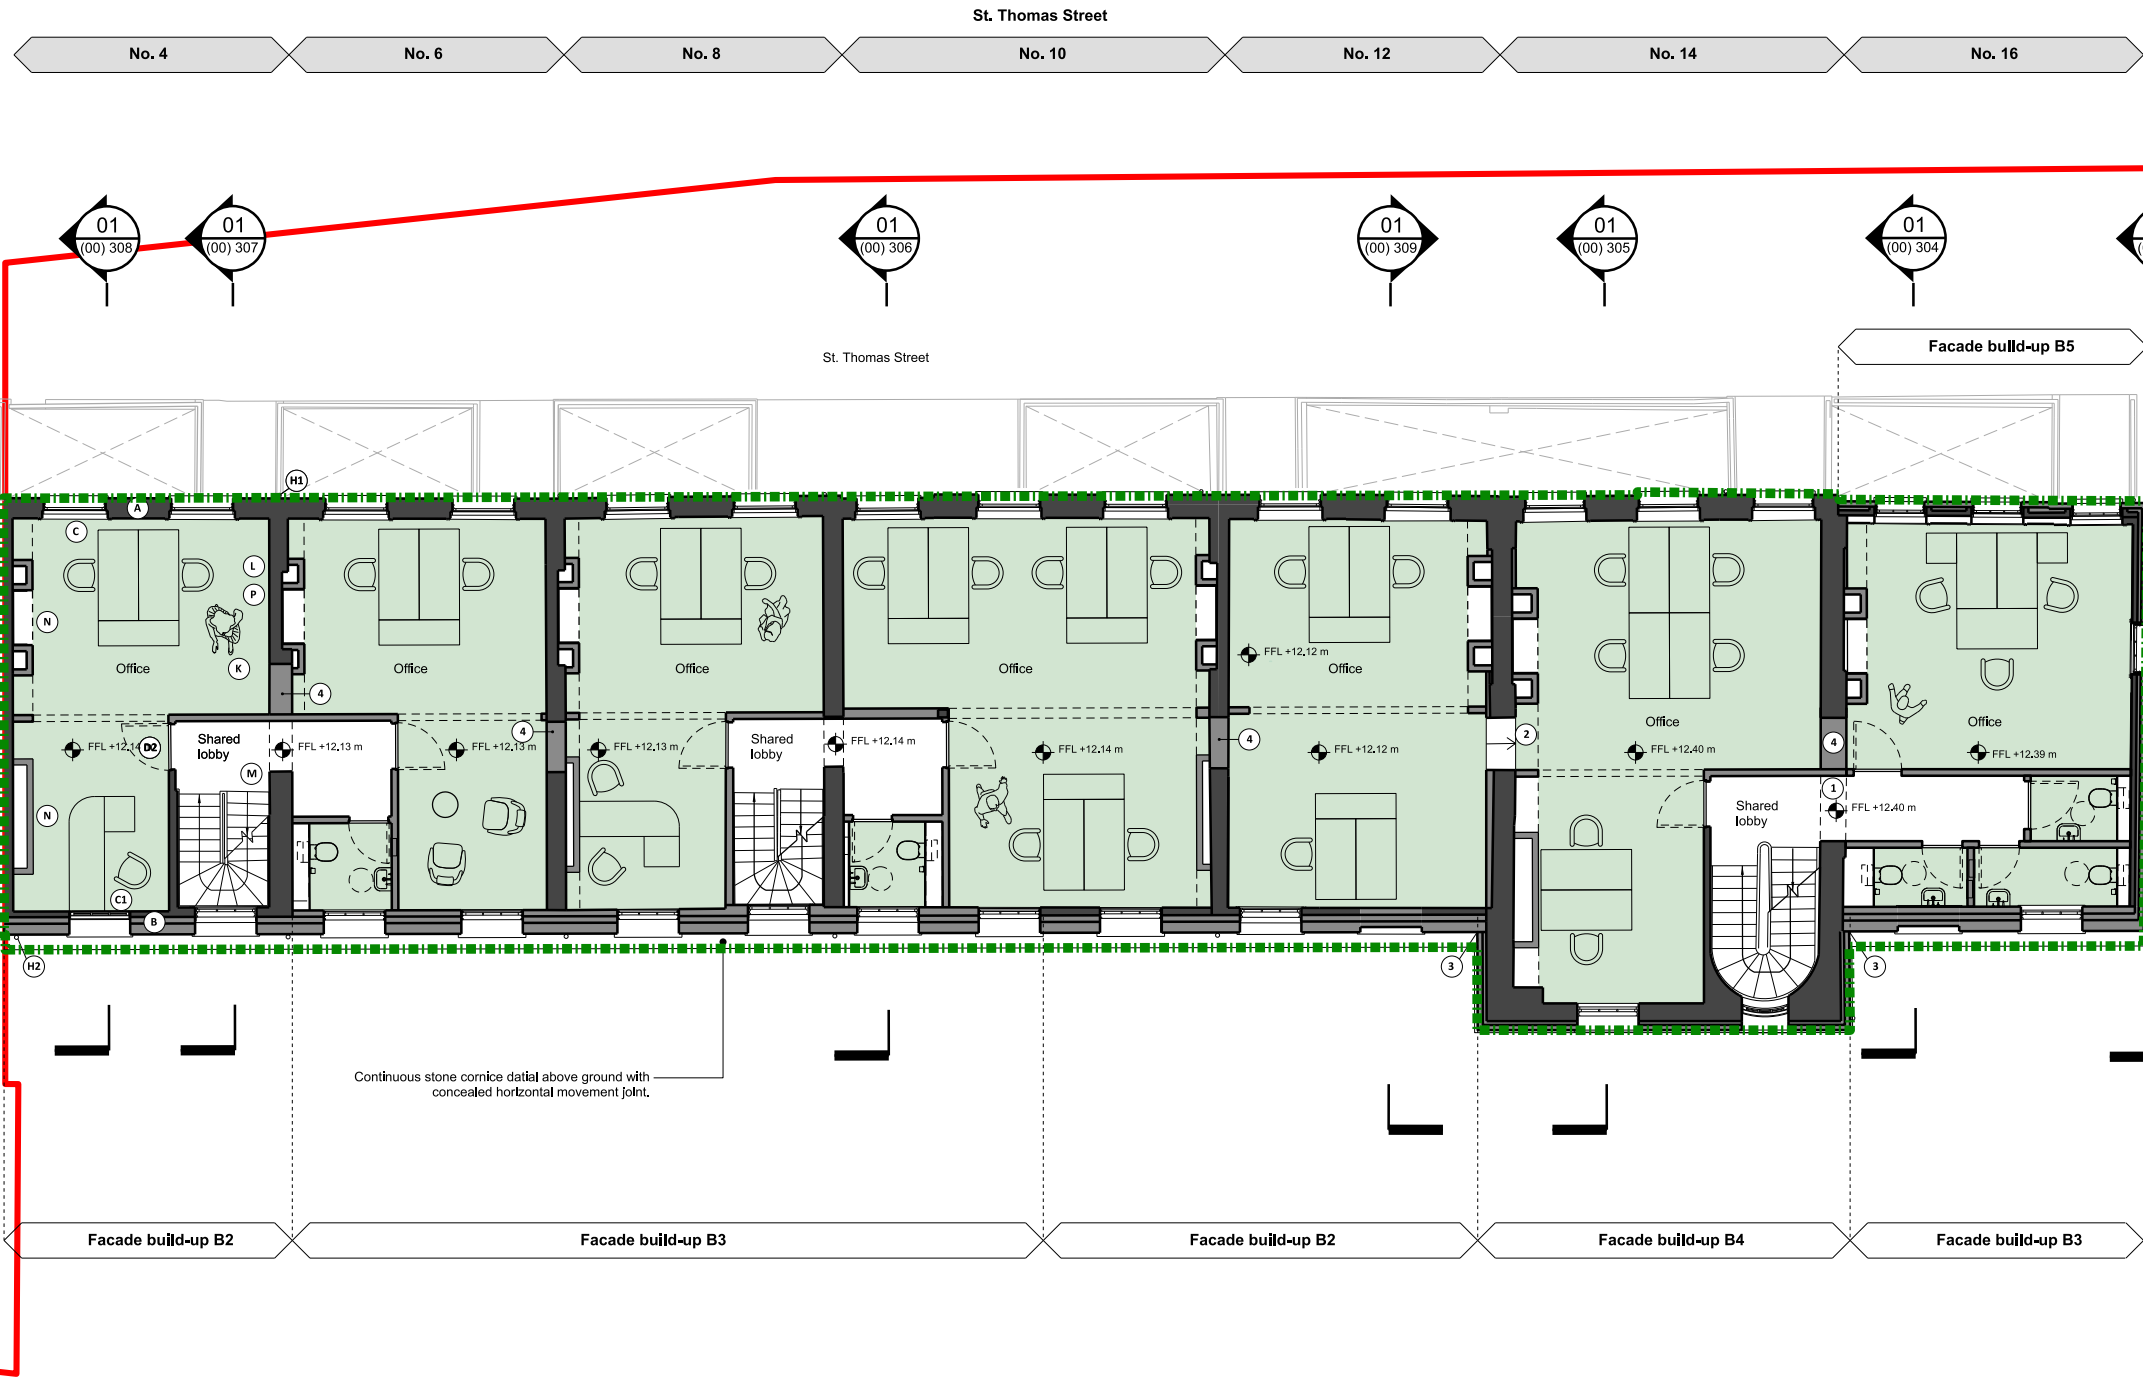 St. Thomas Street
No. 4
No. 6
No. 8
No. 10
No. 12
No. 14
No. 16
01
(00) 308
01
(00) 307
01
(00) 306
01
(00) 309
01
(00) 305
01
(00) 304
Facade build-up B5
St. Thomas Street
H1
A
C
L
P
N
K
Office
Office
Office
Office
FFL +12.12 m
Office
Office
Office
4
4
4
2
4
D2
Shared
lobby
M
FFL +12.14
FFL +12.13 m
FFL +12.13 m
FFL +12.13 m
Shared
lobby
FFL +12.14 m
FFL +12.14 m
FFL +12.12 m
FFL +12.40 m
FFL +12.39 m
1
FFL +12.40 m
Shared
lobby
N
C1
B
H2
3
3
Continuous stone cornice datial above ground with
concealed horizontal movement joint.
Facade build-up B2
Facade build-up B3
Facade build-up B2
Facade build-up B4
Facade build-up B3